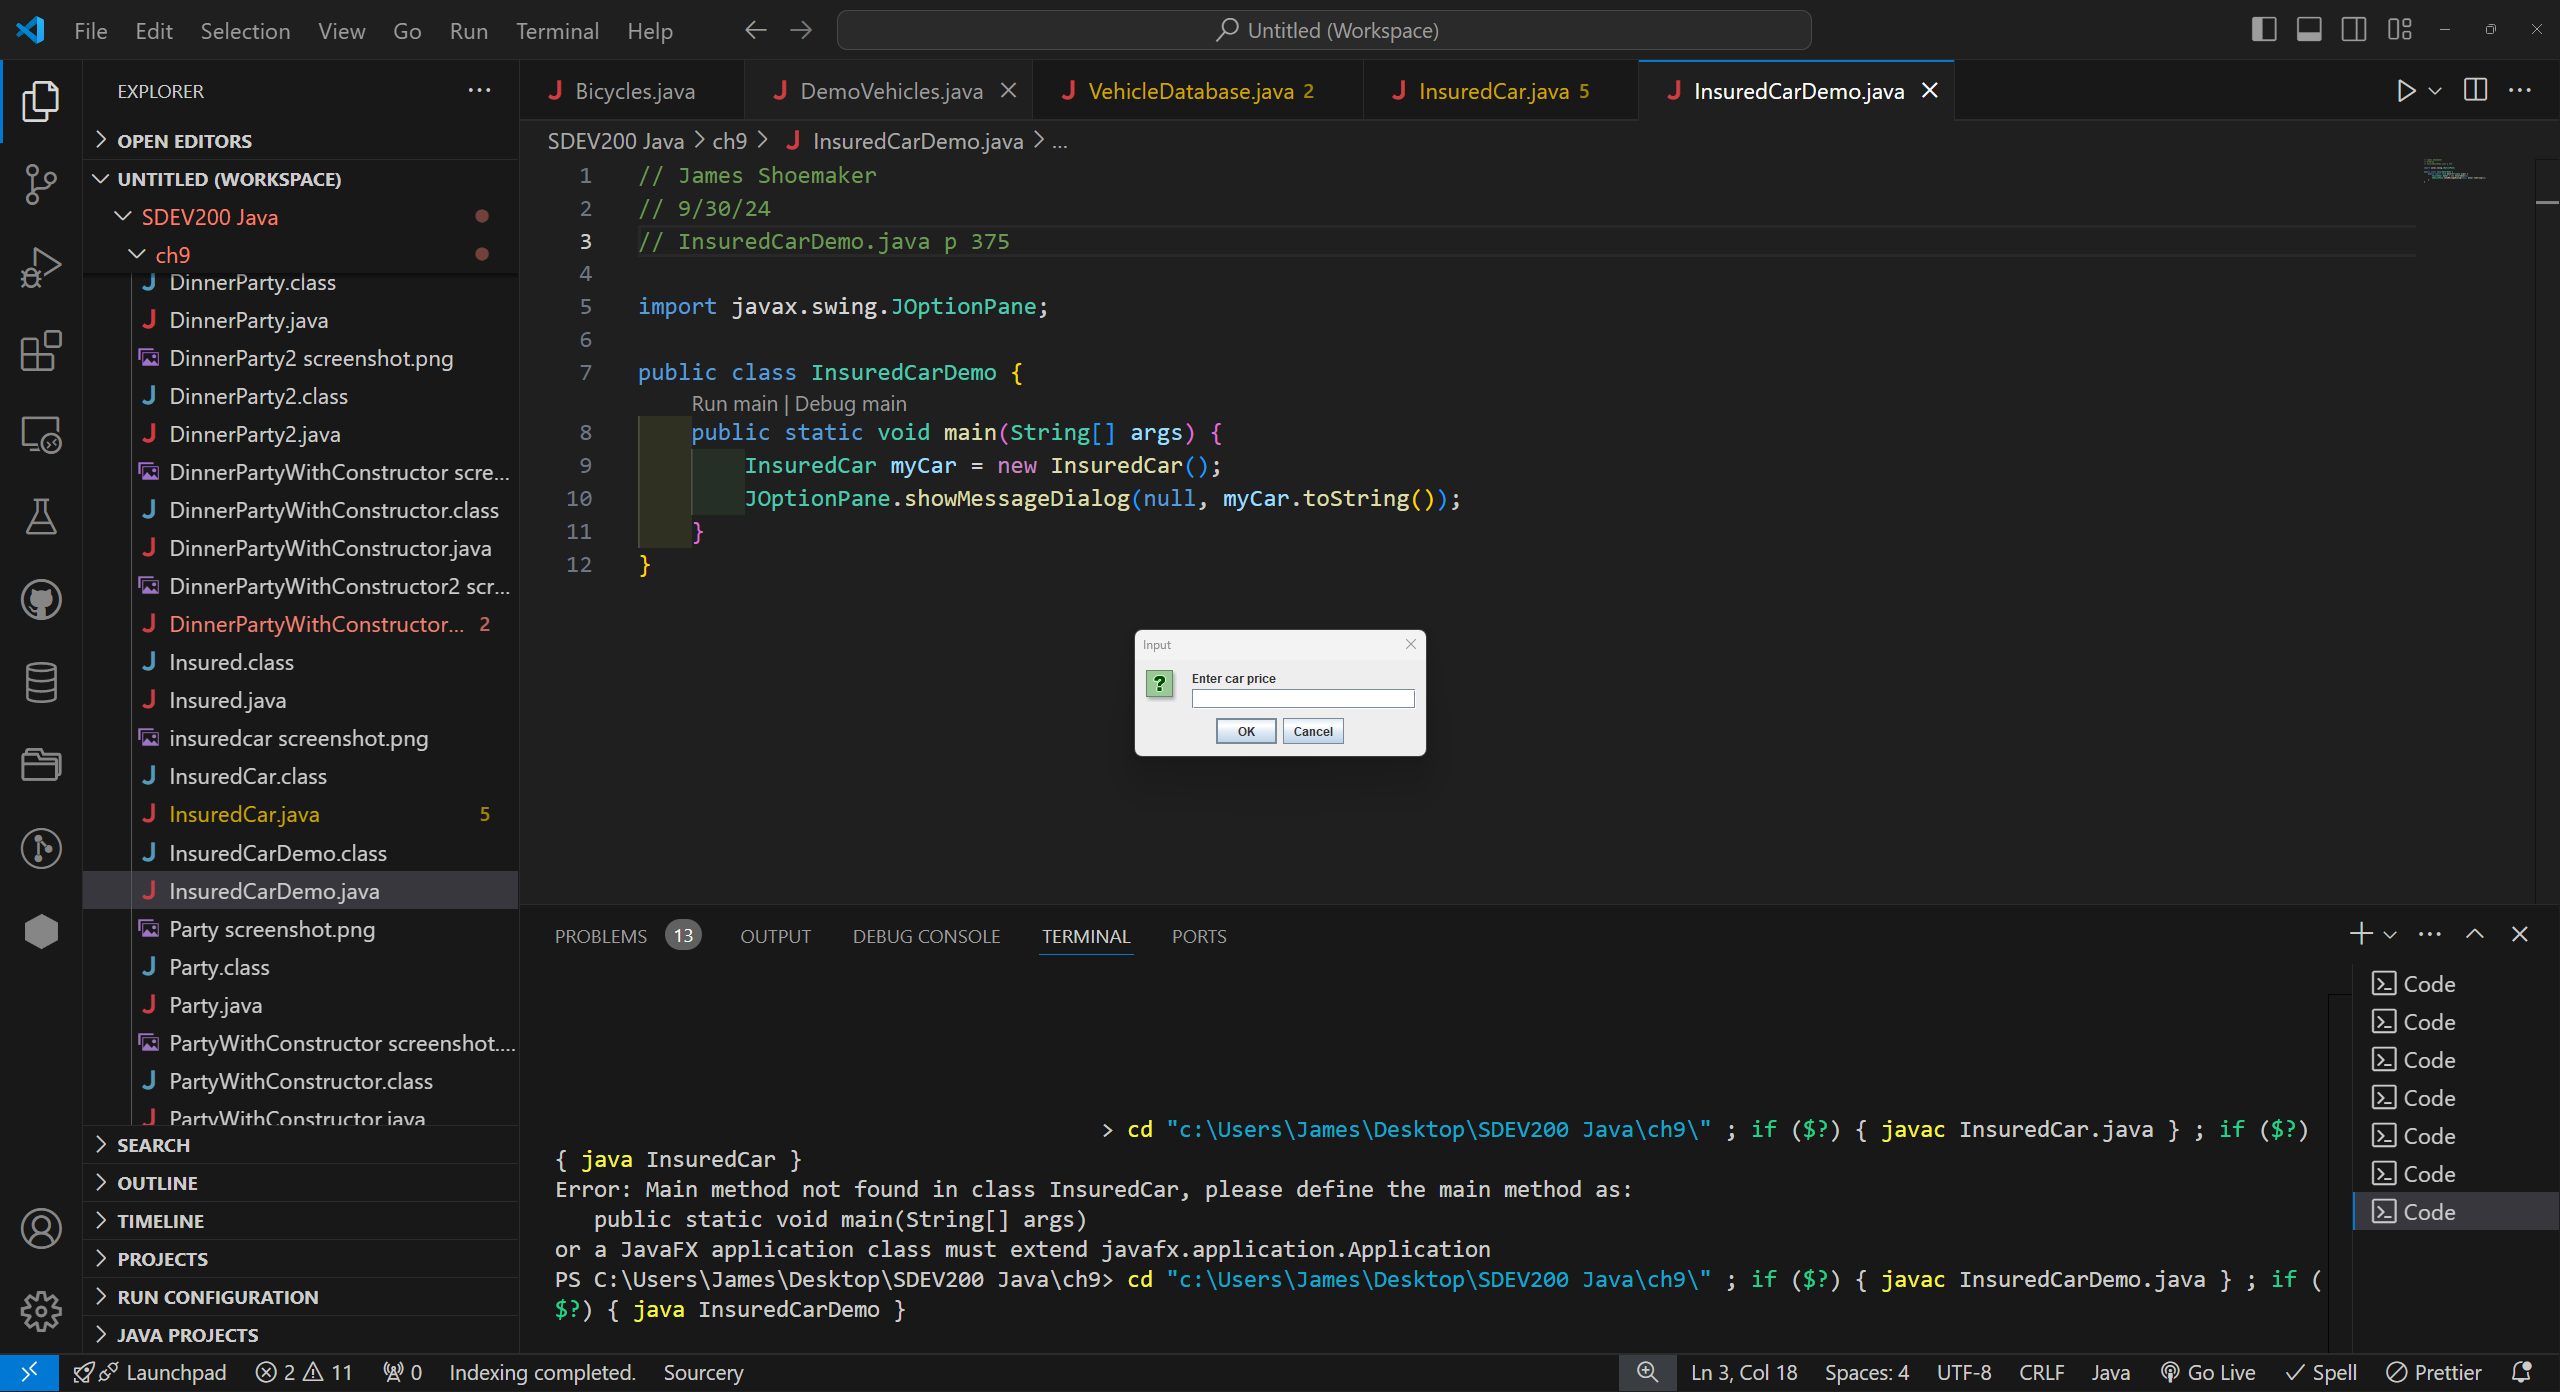 File Edit Selection View Go Run Terminal Help
Untitled (Workspace)
EXPLORER
OPEN EDITORS
UNTITLED (WORKSPACE)
SDEV200 Java
ch9
DinnerParty.class
DinnerParty.java
DinnerParty2 screenshot.png
DinnerParty2.class
DinnerParty2.java
DinnerPartyWithConstructor scre...
DinnerPartyWithConstructor.class
DinnerPartyWithConstructor.java
DinnerPartyWithConstructor2 scr...
DinnerPartyWithConstructor... 2
Insured.class
Insured.java
insuredcar screenshot.png
InsuredCar.class
InsuredCar.java 5
InsuredCarDemo.class
InsuredCarDemo.java
Party screenshot.png
Party.class
Party.java
PartyWithConstructor screenshot....
PartyWithConstructor.class
PartyWithConstructor.java
SEARCH
OUTLINE
TIMELINE
PROJECTS
RUN CONFIGURATION
JAVA PROJECTS
Bicycles.java DemoVehicles.java VehicleDatabase.java 2 InsuredCar.java 5 InsuredCarDemo.java
SDEV200 Java > ch9 > InsuredCarDemo.java > ...
1 // James Shoemaker
2 // 9/30/24
3 // InsuredCarDemo.java p 375
4
5 import javax.swing.JOptionPane;
6
7 public class InsuredCarDemo {
Run main | Debug main
8 public static void main(String[] args) {
9 InsuredCar myCar = new InsuredCar();
10 JOptionPane.showMessageDialog(null, myCar.toString());
11 }
12 }
Input
Enter car price
OK Cancel
PROBLEMS 13 OUTPUT DEBUG CONSOLE TERMINAL PORTS
> cd "c:\Users\James\Desktop\SDEV200 Java\ch9\" ; if ($?) { javac InsuredCar.java } ; if ($?)
{ java InsuredCar }
Error: Main method not found in class InsuredCar, please define the main method as:
public static void main(String[] args)
or a JavaFX application class must extend javafx.application.Application
PS C:\Users\James\Desktop\SDEV200 Java\ch9> cd "c:\Users\James\Desktop\SDEV200 Java\ch9\" ; if ($?) { javac InsuredCarDemo.java } ; if (
$?) { java InsuredCarDemo }
Code
Code
Code
Code
Code
Code
Code
Launchpad 2 11 0 Indexing completed. Sourcery
Ln 3, Col 18 Spaces: 4 UTF-8 CRLF Java Go Live Spell Prettier